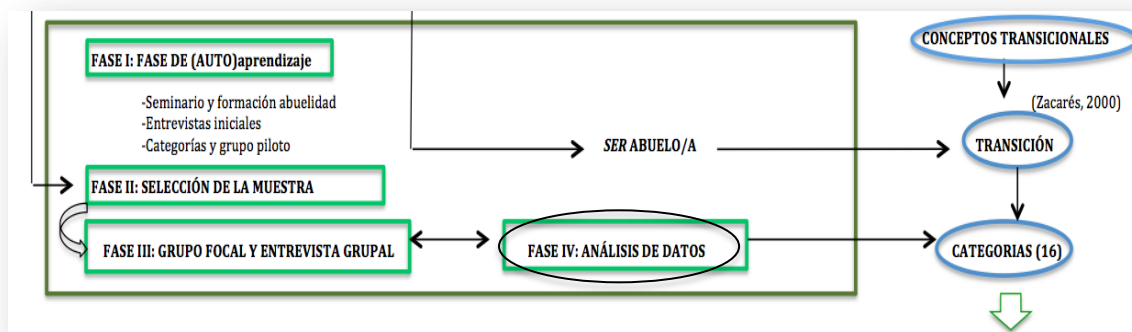 CONCEPTOS TRANSICIONALES
FASE I: FASE DE (AUTO)aprendizaje
-Seminario y formación abuelidad
-Entrevistas iniciales
-Categorías y grupo piloto
(Zacarés, 2000)
SER ABUELO/A
TRANSICIÓN
FASE II: SELECCIÓN DE LA MUESTRA
FASE III: GRUPO FOCAL Y ENTREVISTA GRUPAL
FASE IV: ANÁLISIS DE DATOS
CATEGORIAS (16)